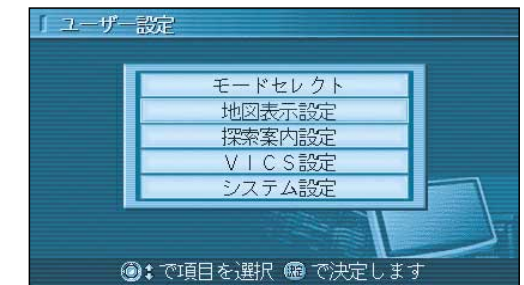 ユーザー設定
モードセレクト
地図表示設定
探索案内設定
ＶＩＣＳ設定
システム設定
で項目を選択 決定 で決定します